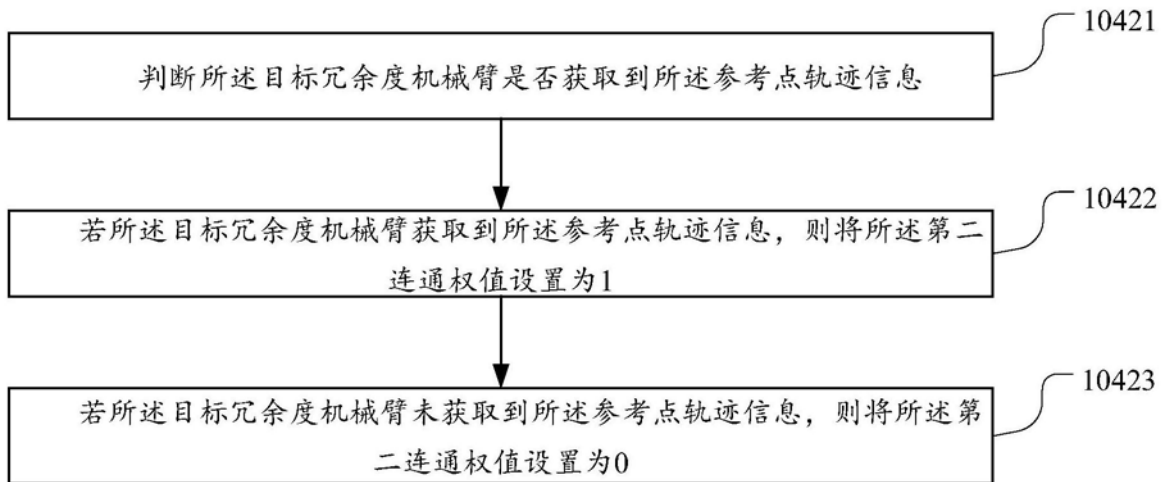 10421
判断所述目标冗余度机械臂是否获取到所述参考点轨迹信息
10422
若所述目标冗余度机械臂获取到所述参考点轨迹信息，则将所述第二
连通权值设置为1
10423
若所述目标冗余度机械臂未获取到所述参考点轨迹信息，则将所述第
二连通权值设置为0